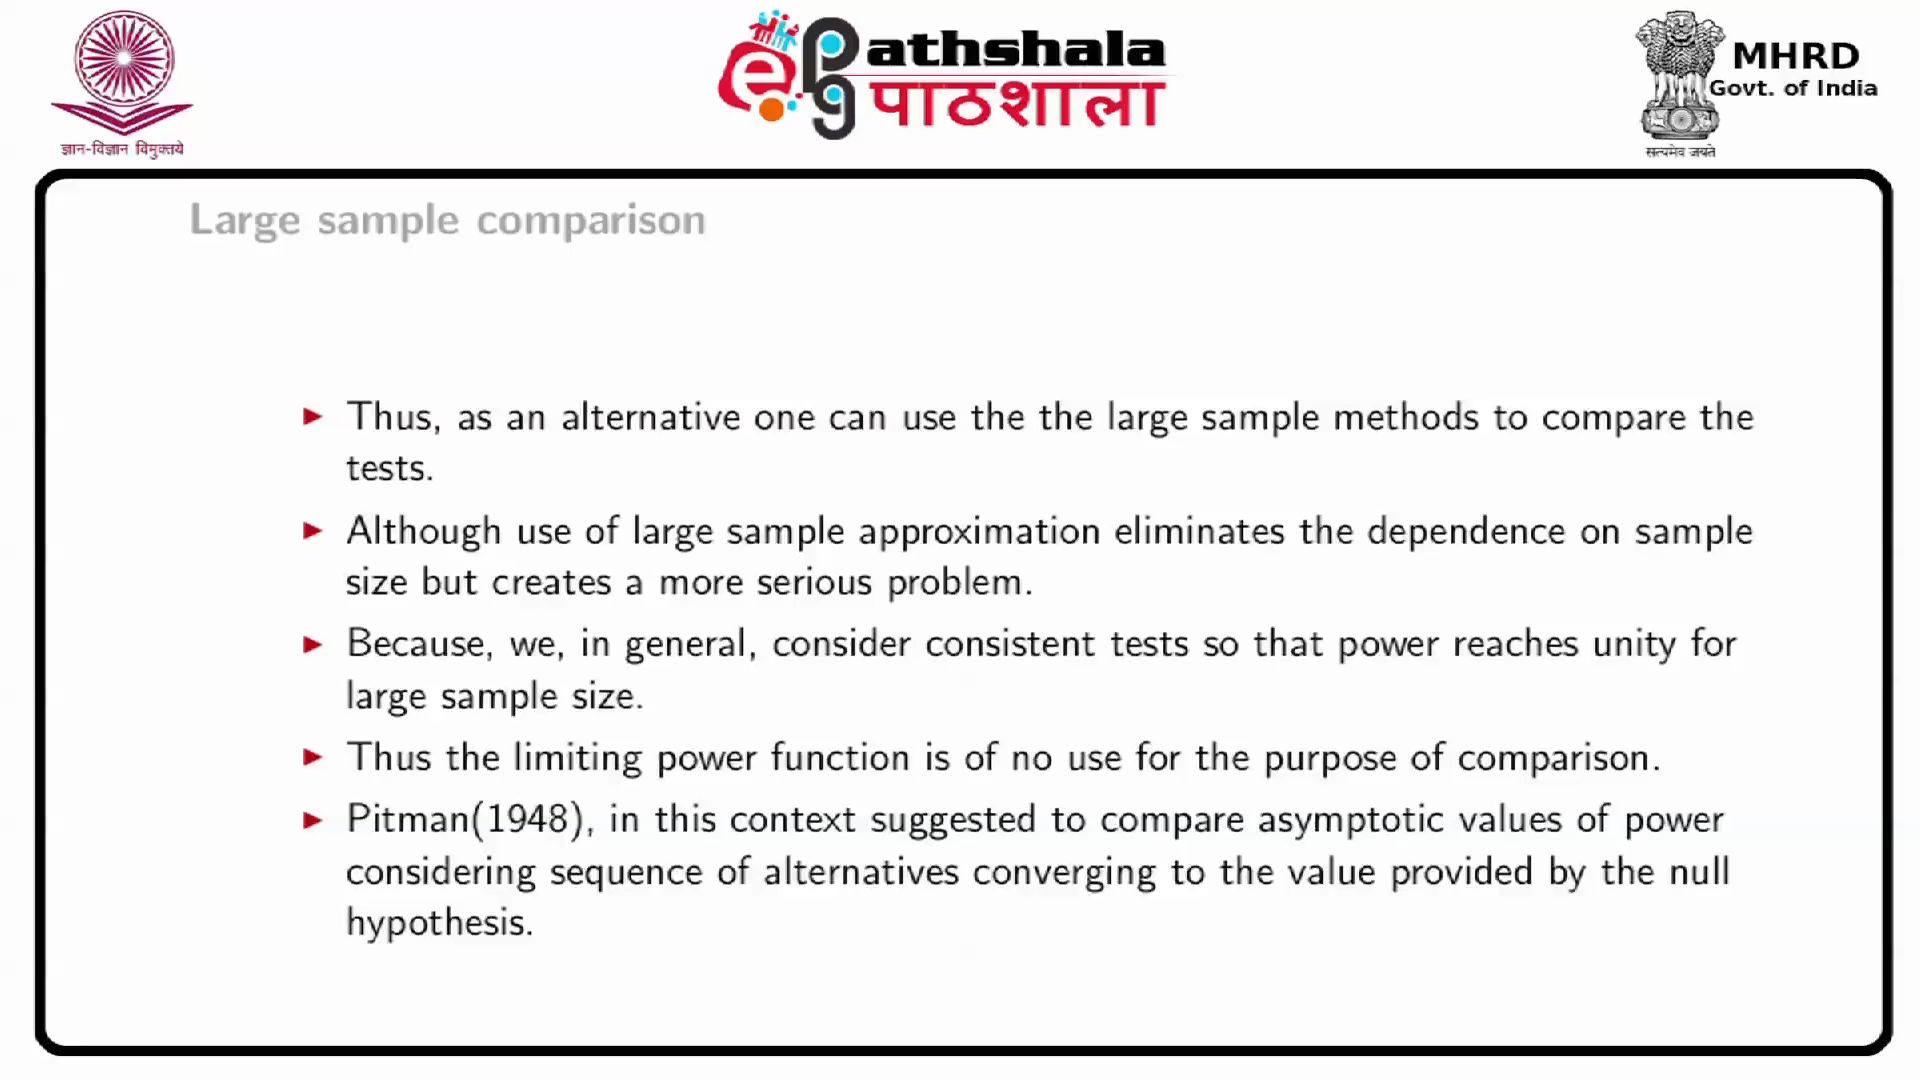 ज्ञान-विज्ञान विमुक्तये
ePg athshala
पाठशाला
MHRD
Govt. of India
सत्यमेव जयते
Large sample comparison
Thus, as an alternative one can use the the large sample methods to compare the
tests.
Although use of large sample approximation eliminates the dependence on sample
size but creates a more serious problem.
Because, we, in general, consider consistent tests so that power reaches unity for
large sample size.
Thus the limiting power function is of no use for the purpose of comparison.
Pitman(1948), in this context suggested to compare asymptotic values of power
considering sequence of alternatives converging to the value provided by the null
hypothesis.